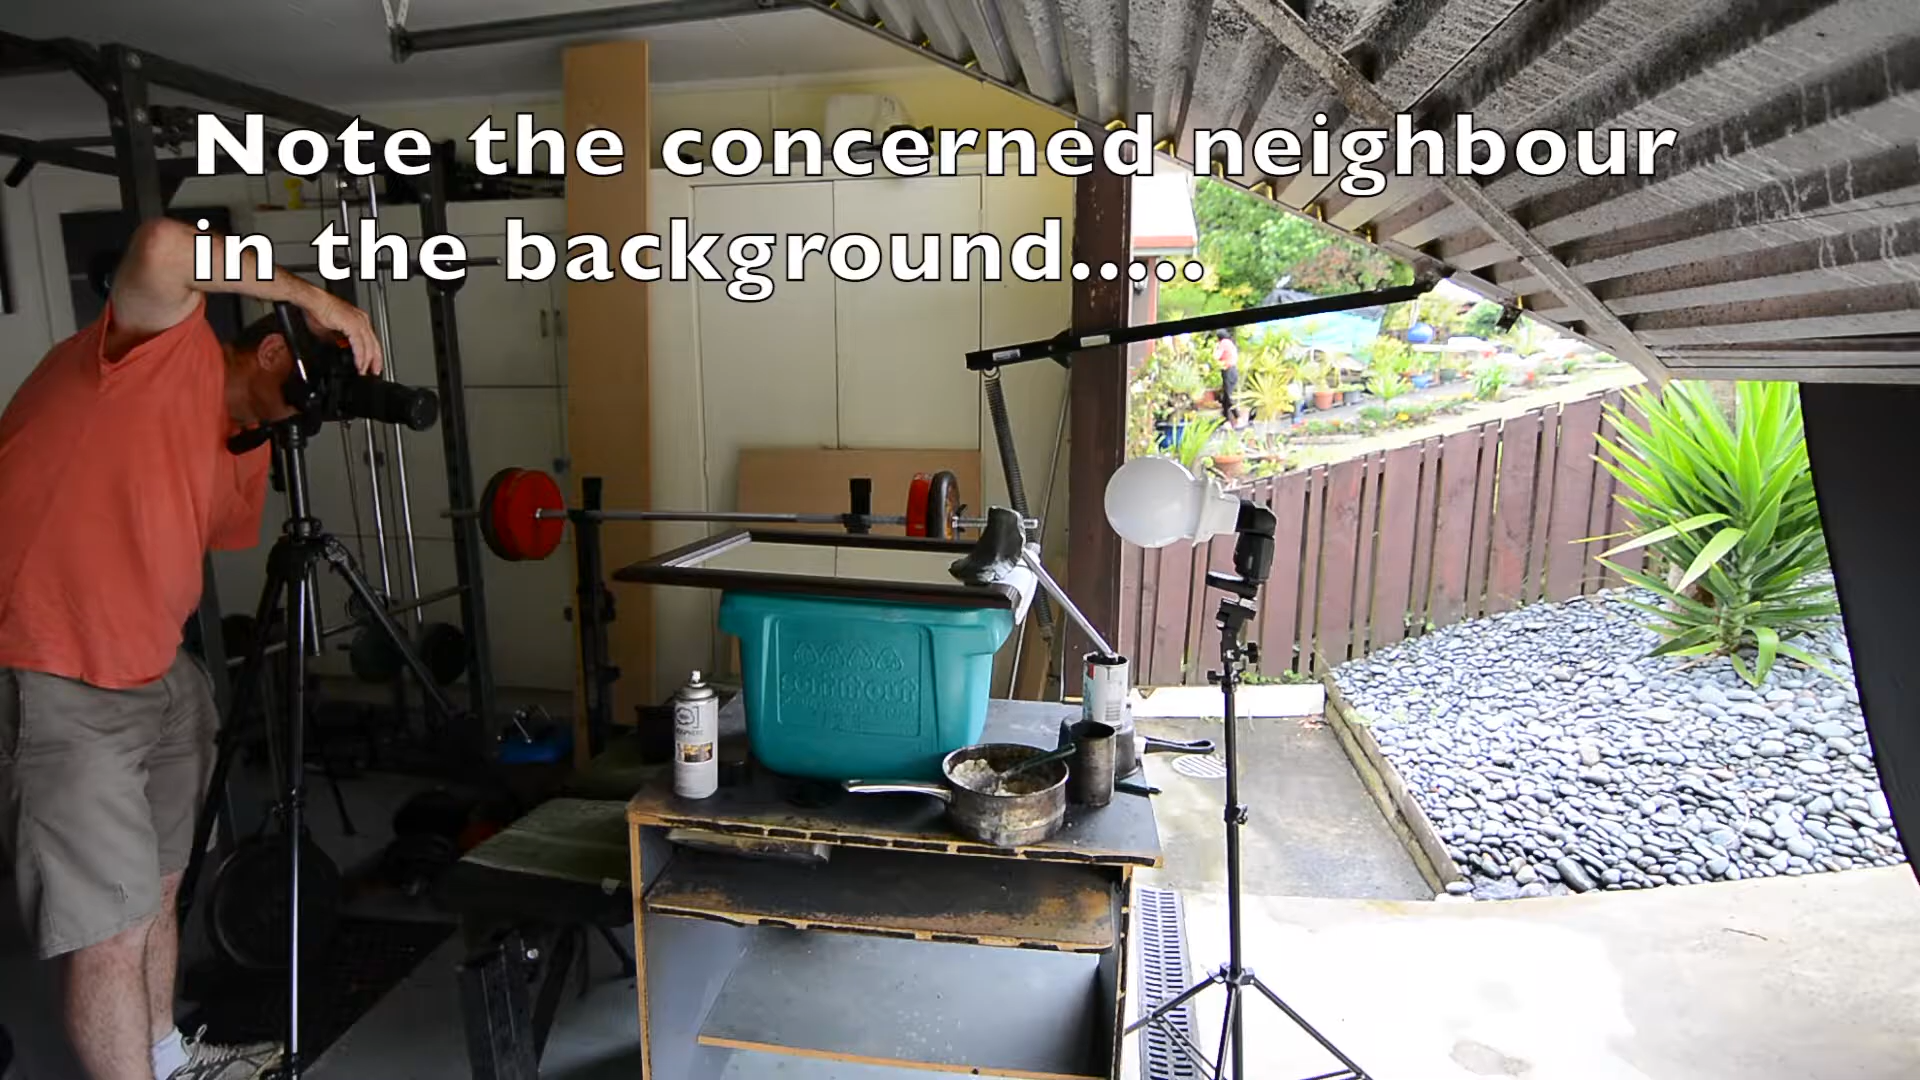 Note the concerned neighbour
in the background.....